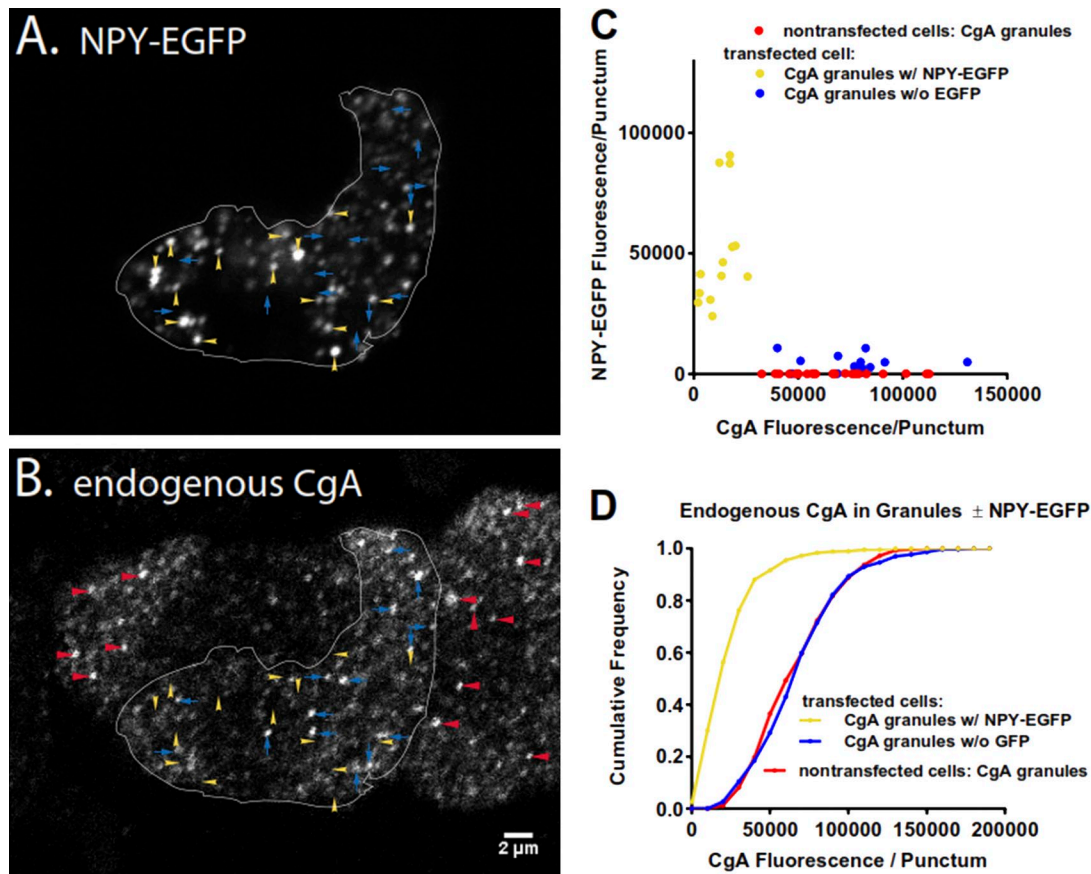 A. NPY-EGFP
B. endogenous CgA
2 µm
C
nontransfected cells: CgA granules
transfected cell:
CgA granules w/ NPY-EGFP
CgA granules w/o EGFP
NPY-EGFP Fluorescence/Punctum
100000
50000
0
0 50000 100000 150000
CgA Fluorescence/Punctum
D
Endogenous CgA in Granules ± NPY-EGFP
Cumulative Frequency
1.0
0.8
0.6
0.4
0.2
0.0
transfected cells:
CgA granules w/ NPY-EGFP
CgA granules w/o GFP
nontransfected cells: CgA granules
0 50000 100000 150000 200000
CgA Fluorescence / Punctum